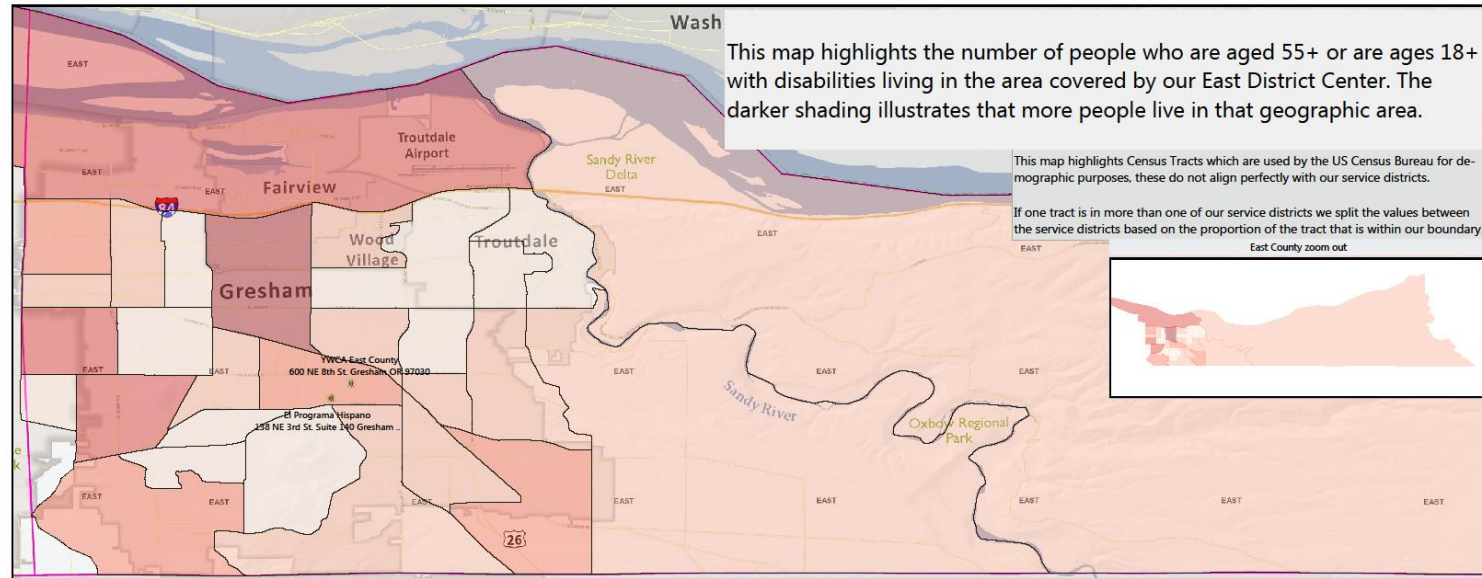 Wash
This map highlights the number of people who are aged 55+ or are ages 18+
with disabilities living in the area covered by our East District Center. The
darker shading illustrates that more people live in that geographic area.
This map highlights Census Tracts which are used by the US Census Bureau for de-
mographic purposes, these do not align perfectly with our service districts.
If one tract is in more than one of our service districts we split the values between
the service districts based on the proportion of the tract that is within our boundary
East County zoom out
EAST
Troutdale
Airport
Sandy River
Delta
EAST
EAST
EAST
Fairview
84
Wood
Village
Troutdale
EAST
EAST
Gresham
YWCA East County
600 NE 8th St. Gresham OR 97030
EAST
EAST
EAST
EAST
EAST
El Programa Hispano
138 NE 3rd St. Suite 140 Gresham ..
Sandy River
Oxbow Regional
Park
EAST
EAST
EAST
EAST
EAST
EAST
EAST
EAST
26